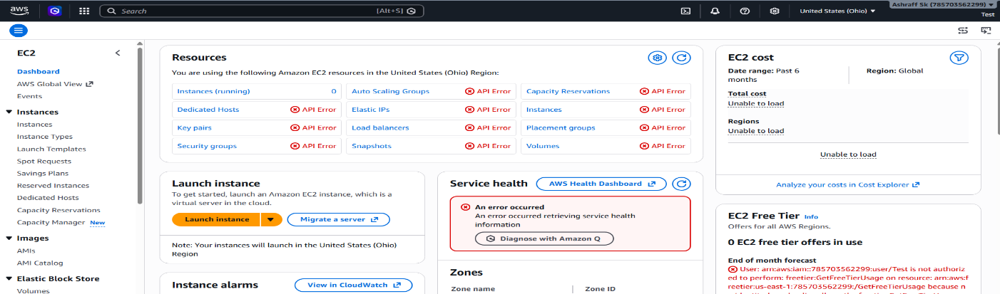 aws
Search
[Alt+S]
United States (Ohio)
Ashraff Sk (785703562299)
Test
EC2
Dashboard
AWS Global View
Events
Instances
Instances
Instance Types
Launch Templates
Spot Requests
Savings Plans
Reserved Instances
Dedicated Hosts
Capacity Reservations
Capacity Manager New
Images
AMIs
AMI Catalog
Elastic Block Store
Volumes
Resources
You are using the following Amazon EC2 resources in the United States (Ohio) Region:
Instances (running) 0 Auto Scaling Groups API Error Capacity Reservations API Error
Dedicated Hosts API Error Elastic IPs API Error Instances API Error
Key pairs API Error Load balancers API Error Placement groups API Error
Security groups API Error Snapshots API Error Volumes API Error
Launch instance
To get started, launch an Amazon EC2 instance, which is a
virtual server in the cloud.
Launch instance
Migrate a server
Note: Your instances will launch in the United States (Ohio)
Region
Instance alarms
View in CloudWatch
Service health
AWS Health Dashboard
An error occurred
An error occurred retrieving service health
information
Diagnose with Amazon Q
Zones
Zone name Zone ID
EC2 cost
Date range: Past 6
months
Region: Global
Total cost
Unable to load
Regions
Unable to load
Unable to load
Analyze your costs in Cost Explorer
EC2 Free Tier Info
Offers for all AWS Regions.
0 EC2 free tier offers in use
End of month forecast
User: arn:aws:iam::785703562299:user/Test is not authoriz
ed to perform: freetier:GetFreeTierUsage on resource: arn:aws:f
reetier:us-east-1:785703562299:/GetFreeTierUsage because n